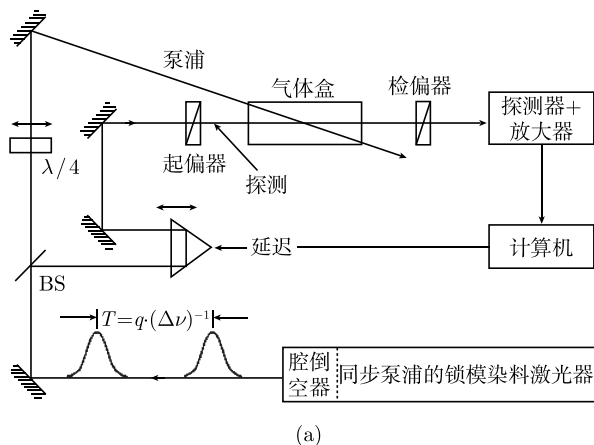 泵浦
气体盒
检偏器
探测器+
放大器
λ/4
起偏器
探测
延迟
计算机
BS
T=q·(Δν)⁻¹
腔倒
空器
同步泵浦的锁模染料激光器
(a)